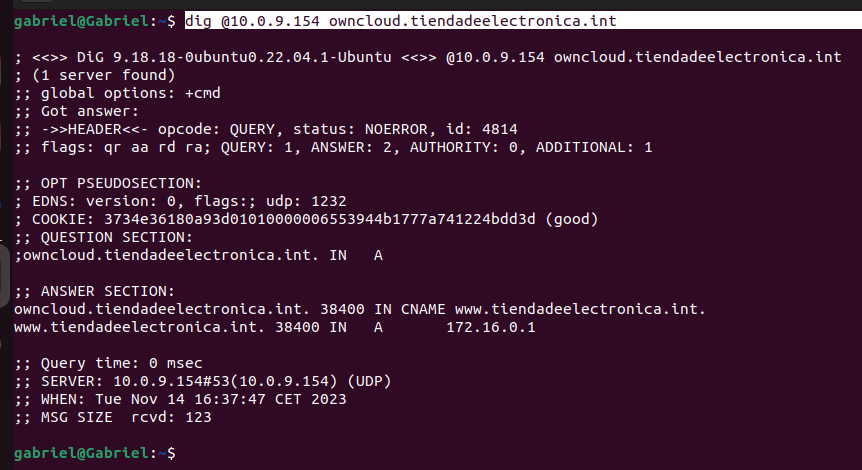 gabriel@Gabriel:~$ dig @10.0.9.154 owncloud.tiendadeelectronica.int

; <<>> DiG 9.18.18-0ubuntu0.22.04.1-Ubuntu <<>> @10.0.9.154 owncloud.tiendadeelectronica.int
; (1 server found)
;; global options: +cmd
;; Got answer:
;; ->>HEADER<<- opcode: QUERY, status: NOERROR, id: 4814
;; flags: qr aa rd ra; QUERY: 1, ANSWER: 2, AUTHORITY: 0, ADDITIONAL: 1

;; OPT PSEUDOSECTION:
; EDNS: version: 0, flags:; udp: 1232
; COOKIE: 3734e36180a93d01010000006553944b1777a741224bdd3d (good)
;; QUESTION SECTION:
;owncloud.tiendadeelectronica.int. IN	A

;; ANSWER SECTION:
owncloud.tiendadeelectronica.int. 38400 IN CNAME www.tiendadeelectronica.int.
www.tiendadeelectronica.int. 38400 IN	A	172.16.0.1

;; Query time: 0 msec
;; SERVER: 10.0.9.154#53(10.0.9.154) (UDP)
;; WHEN: Tue Nov 14 16:37:47 CET 2023
;; MSG SIZE  rcvd: 123

gabriel@Gabriel:~$